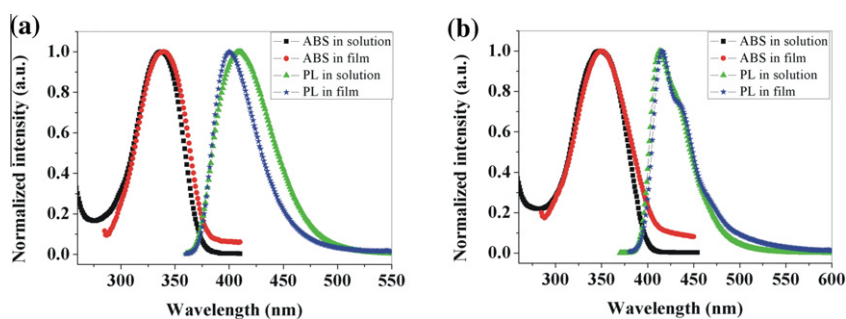 (a)
Normalized intensity (a.u.)
1.0
0.8
0.6
0.4
0.2
0.0
ABS in solution
ABS in film
PL in solution
PL in film
300 350 400 450 500 550
Wavelength (nm)
(b)
Normalized intensity (a.u.)
1.0
0.8
0.6
0.4
0.2
0.0
ABS in solution
ABS in film
PL in solution
PL in film
300 350 400 450 500 550 600
Wavelength (nm)